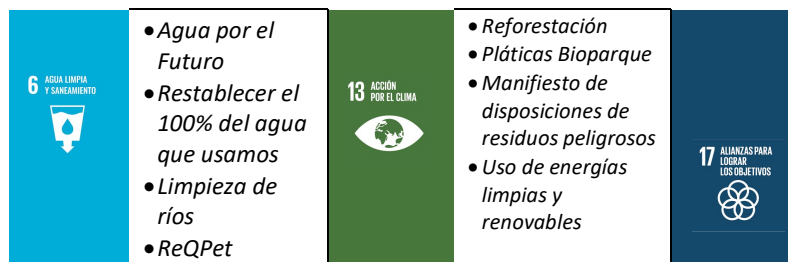 6 AGUA LIMPIA
Y SANEAMIENTO
• Agua por el
Futuro
• Restablecer el
100% del agua
que usamos
• Limpieza de
ríos
• ReQPet
13 ACCIÓN
POR EL CLIMA
• Reforestación
• Pláticas Bioparque
• Manifiesto de
disposiciones de
residuos peligrosos
• Uso de energías
limpias y
renovables
17 ALIANZAS PARA
LOGRAR
LOS OBJETIVOS